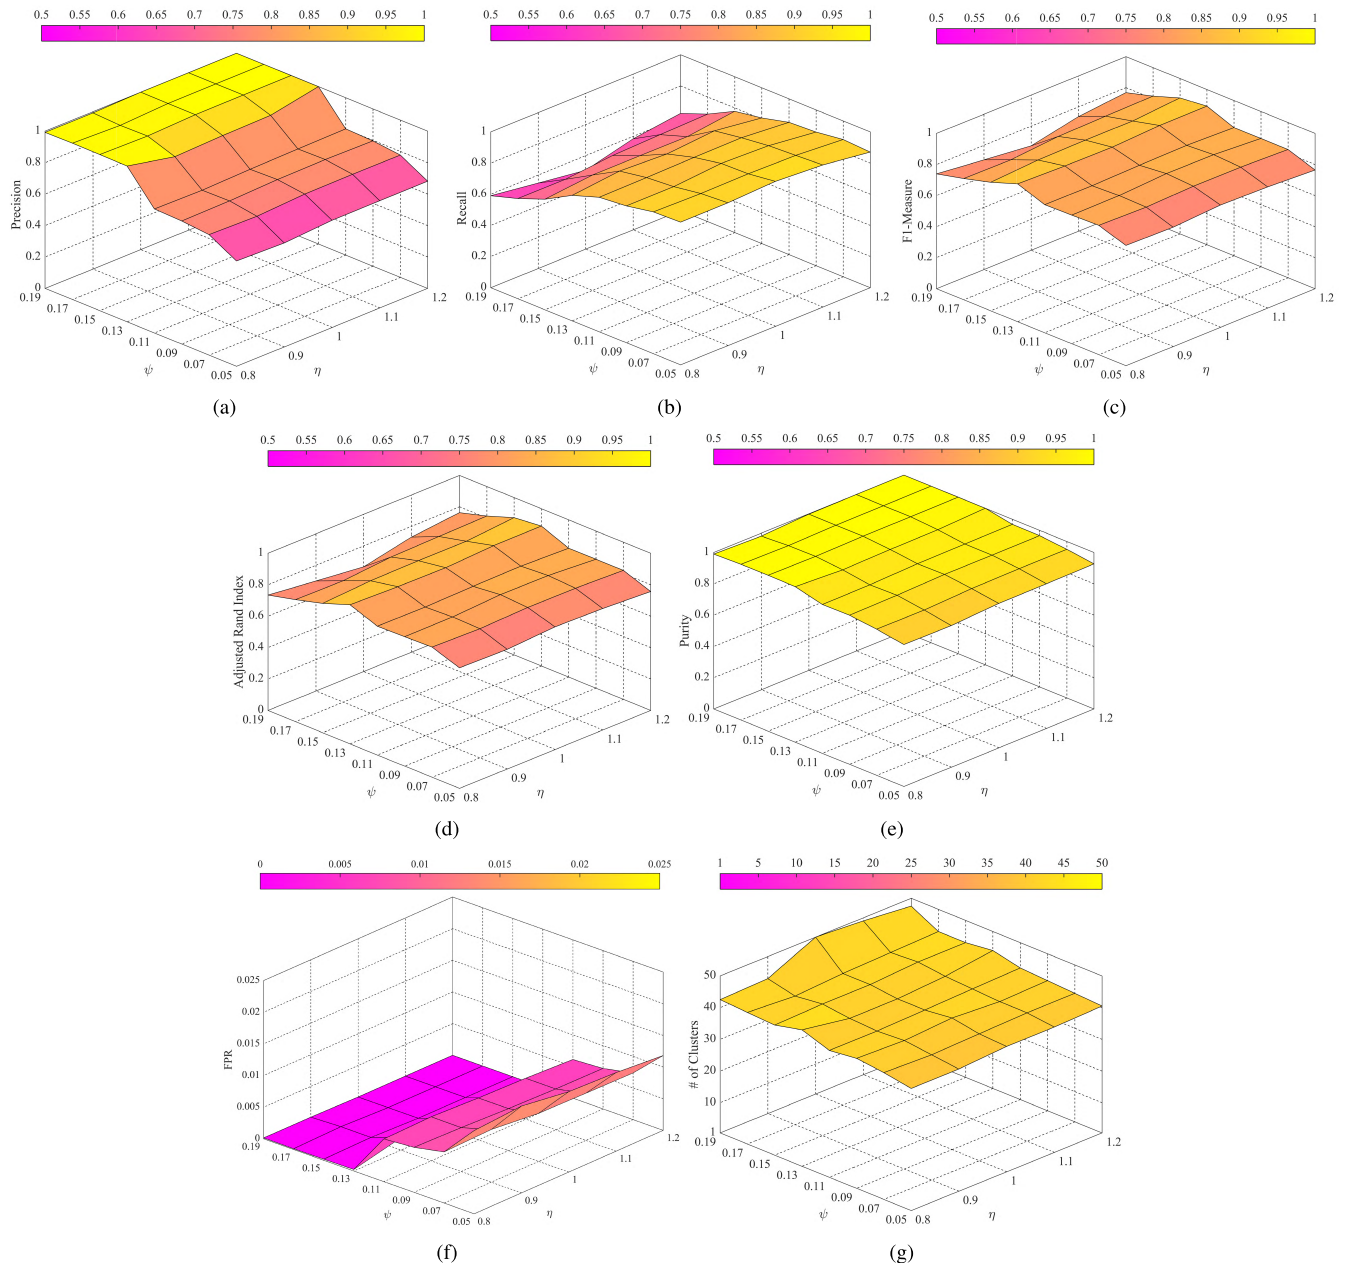 0.5 0.55 0.6 0.65 0.7 0.75 0.8 0.85 0.9 0.95 1
Precision
1
0.8
0.6
0.4
0.2
0
0.19 0.17 0.15 0.13 0.11 0.09 0.07 0.05
ψ
0.8 0.9 1 1.1 1.2
η
(a)
0.5 0.55 0.6 0.65 0.7 0.75 0.8 0.85 0.9 0.95 1
Recall
1
0.8
0.6
0.4
0.2
0
0.19 0.17 0.15 0.13 0.11 0.09 0.07 0.05
ψ
0.8 0.9 1 1.1 1.2
η
(b)
0.5 0.55 0.6 0.65 0.7 0.75 0.8 0.85 0.9 0.95 1
F1-Measure
1
0.8
0.6
0.4
0.2
0
0.19 0.17 0.15 0.13 0.11 0.09 0.07 0.05
ψ
0.8 0.9 1 1.1 1.2
η
(c)
0.5 0.55 0.6 0.65 0.7 0.75 0.8 0.85 0.9 0.95 1
Adjusted Rand Index
1
0.8
0.6
0.4
0.2
0
0.19 0.17 0.15 0.13 0.11 0.09 0.07 0.05
ψ
0.8 0.9 1 1.1 1.2
η
(d)
0.5 0.55 0.6 0.65 0.7 0.75 0.8 0.85 0.9 0.95 1
Purity
1
0.8
0.6
0.4
0.2
0
0.19 0.17 0.15 0.13 0.11 0.09 0.07 0.05
ψ
0.8 0.9 1 1.1 1.2
η
(e)
0 0.005 0.01 0.015 0.02 0.025
FPR
0.025
0.02
0.015
0.01
0.005
0
0.19 0.17 0.15 0.13 0.11 0.09 0.07 0.05
ψ
0.8 0.9 1 1.1 1.2
η
(f)
1 5 10 15 20 25 30 35 40 45 50
# of Clusters
50
40
30
20
10
1
0.19 0.17 0.15 0.13 0.11 0.09 0.07 0.05
ψ
0.8 0.9 1 1.1 1.2
η
(g)